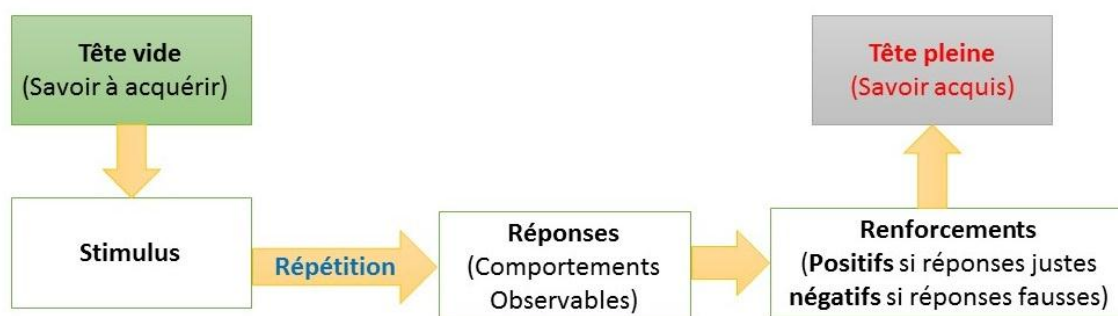 Tête vide
(Savoir à acquérir)
Tête pleine
(Savoir acquis)
Stimulus
Répétition
Réponses
(Comportements
Observables)
Renforcements
(Positifs si réponses justes
négatifs si réponses fausses)